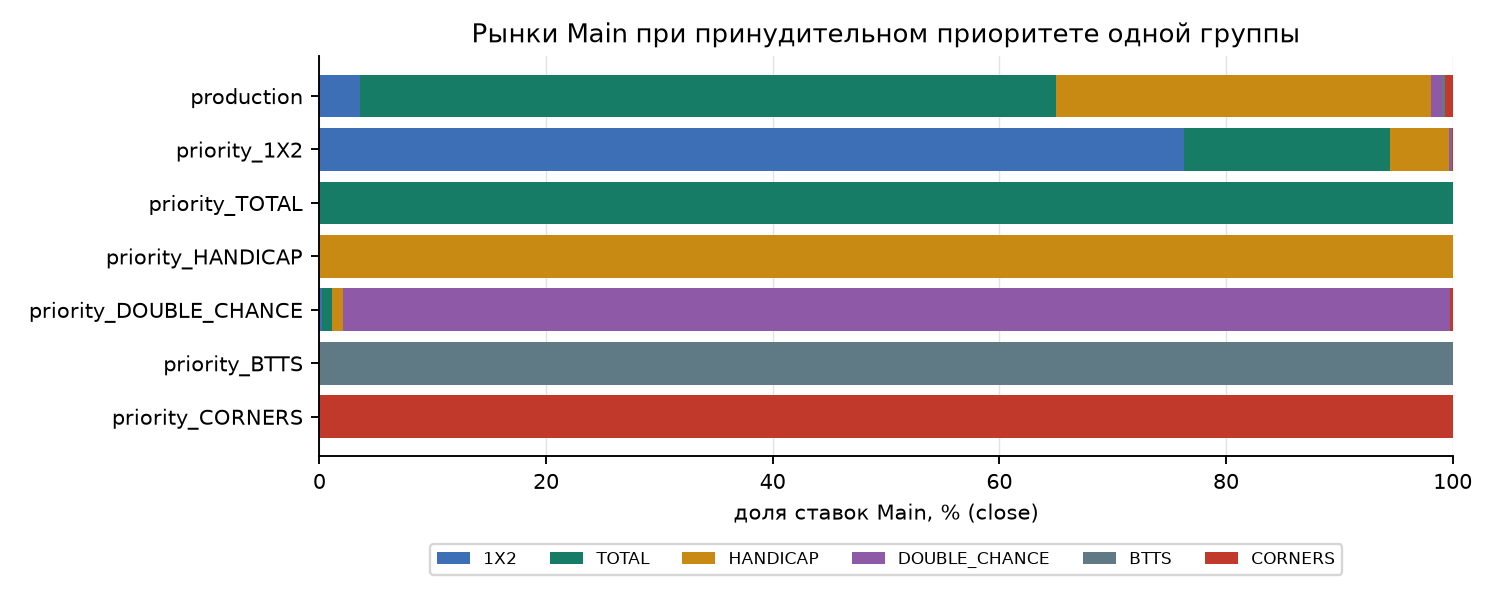 Рынки Main при принудительном приоритете одной группы
production
priority_1X2
priority_TOTAL
priority_HANDICAP
priority_DOUBLE_CHANCE
priority_BTTS
priority_CORNERS
0 20 40 60 80 100
доля ставок Main, % (close)
1X2 TOTAL HANDICAP DOUBLE_CHANCE BTTS CORNERS